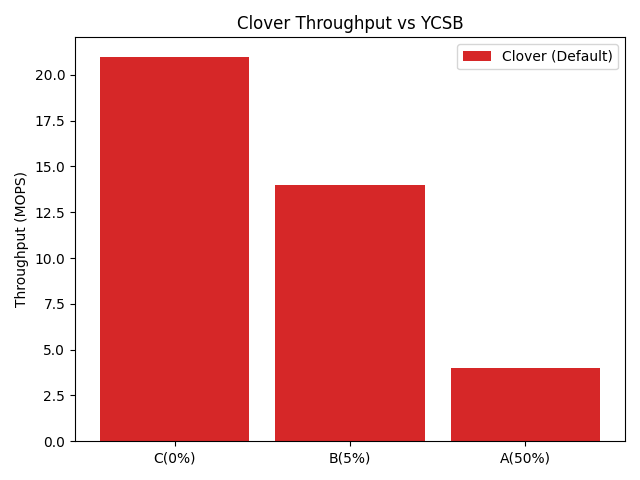 Clover Throughput vs YCSB
Clover (Default)
Throughput (MOPS)
20.0
17.5
15.0
12.5
10.0
7.5
5.0
2.5
0.0
C(0%) B(5%) A(50%)